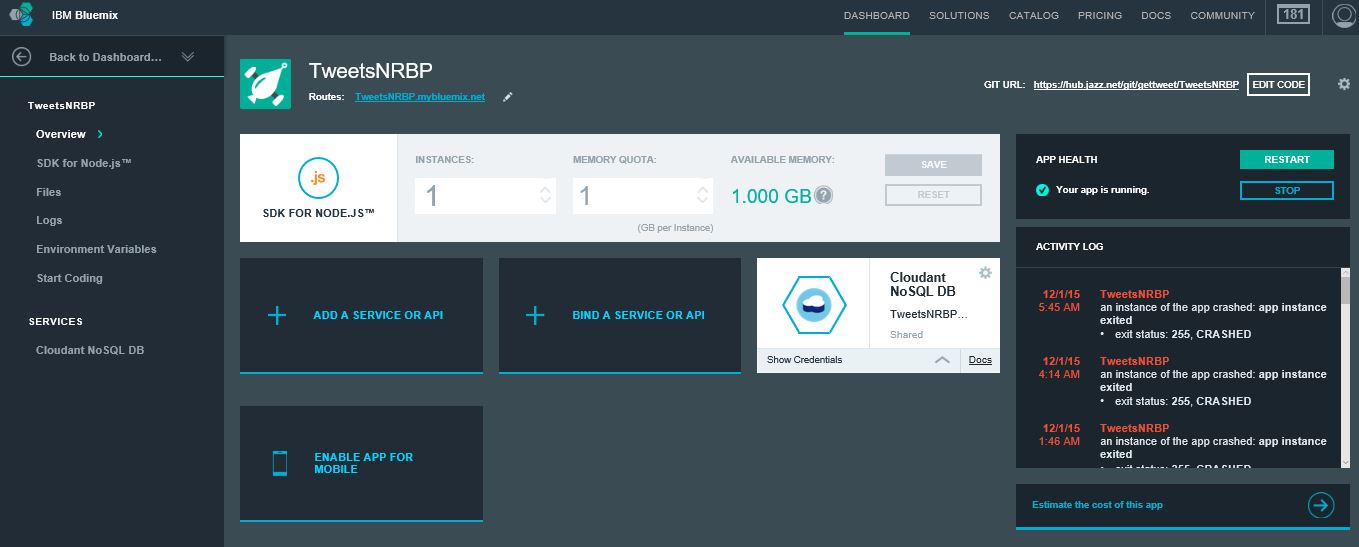 IBM Bluemix
DASHBOARD SOLUTIONS CATALOG PRICING DOCS COMMUNITY 181
Back to Dashboard...
TweetsNRBP
Overview
SDK for Node.js™
Files
Logs
Environment Variables
Start Coding
SERVICES
Cloudant NoSQL DB
TweetsNRBP
Routes: TweetsNRBP.mybluemix.net
GIT URL: https://hub.jazz.net/git/gettweet/TweetsNRBP EDIT CODE
.js
SDK FOR NODE.JS™
INSTANCES: MEMORY QUOTA: AVAILABLE MEMORY:
1 1 1.000 GB ?
(GB per Instance)
SAVE
RESET
ADD A SERVICE OR API
BIND A SERVICE OR API
Cloudant
NoSQL DB
TweetsNRBP...
Shared
Show Credentials Docs
ENABLE APP FOR
MOBILE
APP HEALTH RESTART
Your app is running. STOP
ACTIVITY LOG
12/1/15 TweetsNRBP
5:45 AM an instance of the app crashed: app instance
exited
• exit status: 255, CRASHED
12/1/15 TweetsNRBP
4:14 AM an instance of the app crashed: app instance
exited
• exit status: 255, CRASHED
12/1/15 TweetsNRBP
1:46 AM an instance of the app crashed: app instance
exited
• exit status: 255, CRASHED
Estimate the cost of this app